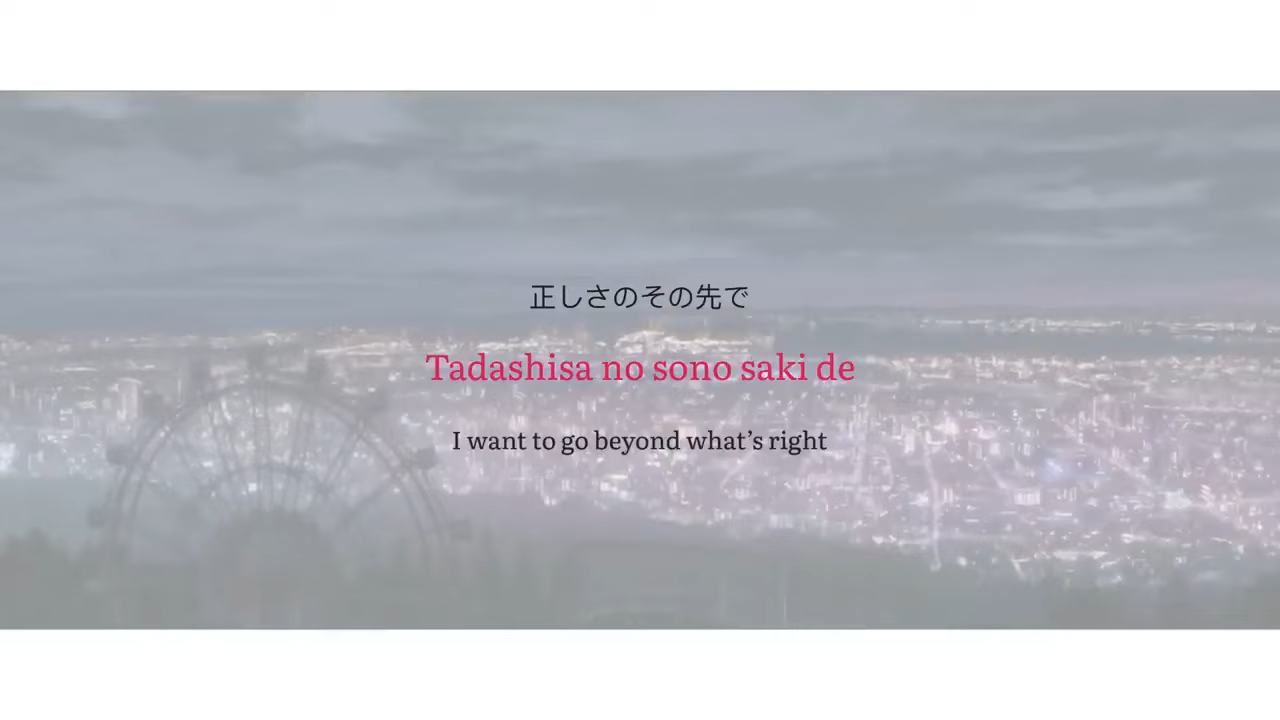 正しさのその先で
Tadashisa no sono saki de
I want to go beyond what’s right